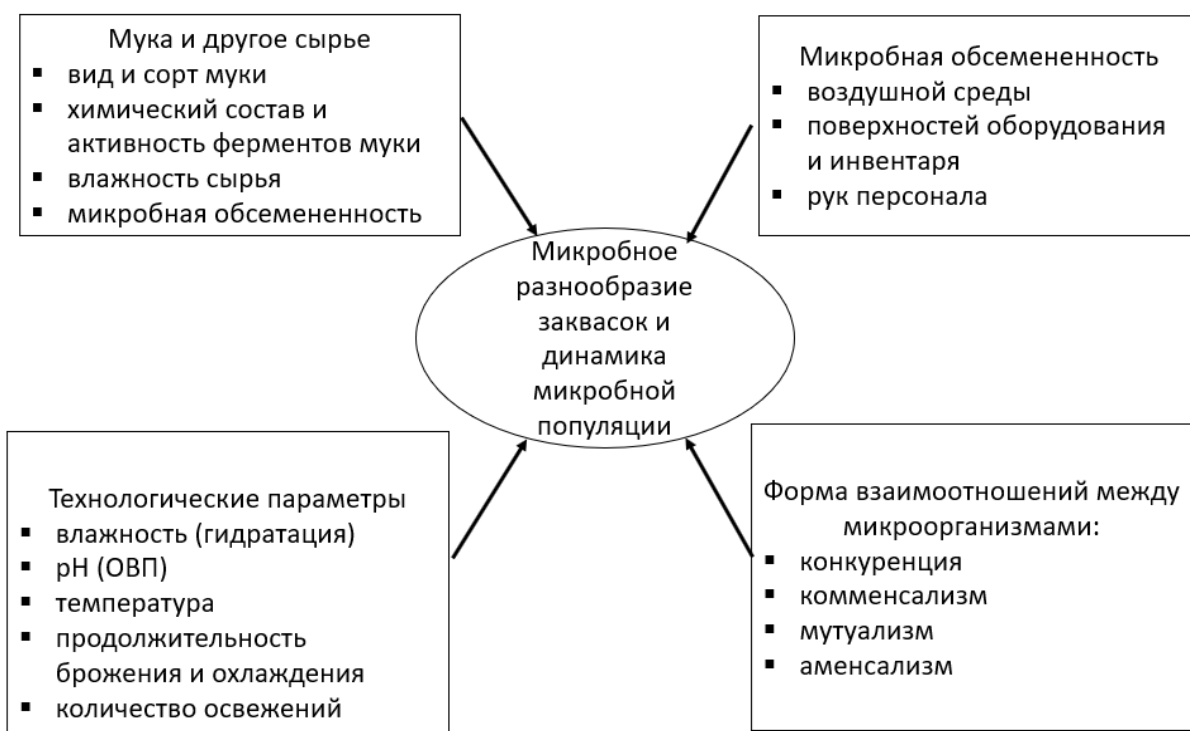 Мука и другое сырье
▪ вид и сорт муки
▪ химический состав и
активность ферментов муки
▪ влажность сырья
▪ микробная обсемененность
Микробная обсемененность
▪ воздушной среды
▪ поверхностей оборудования
и инвентаря
▪ рук персонала
Микробное
разнообразие
заквасок и
динамика
микробной
популяции
Технологические параметры
▪ влажность (гидратация)
▪ pH (ОВП)
▪ температура
▪ продолжительность
брожения и охлаждения
▪ количество освежений
Форма взаимоотношений между
микроорганизмами:
▪ конкуренция
▪ комменсализм
▪ мутуализм
▪ аменсализм